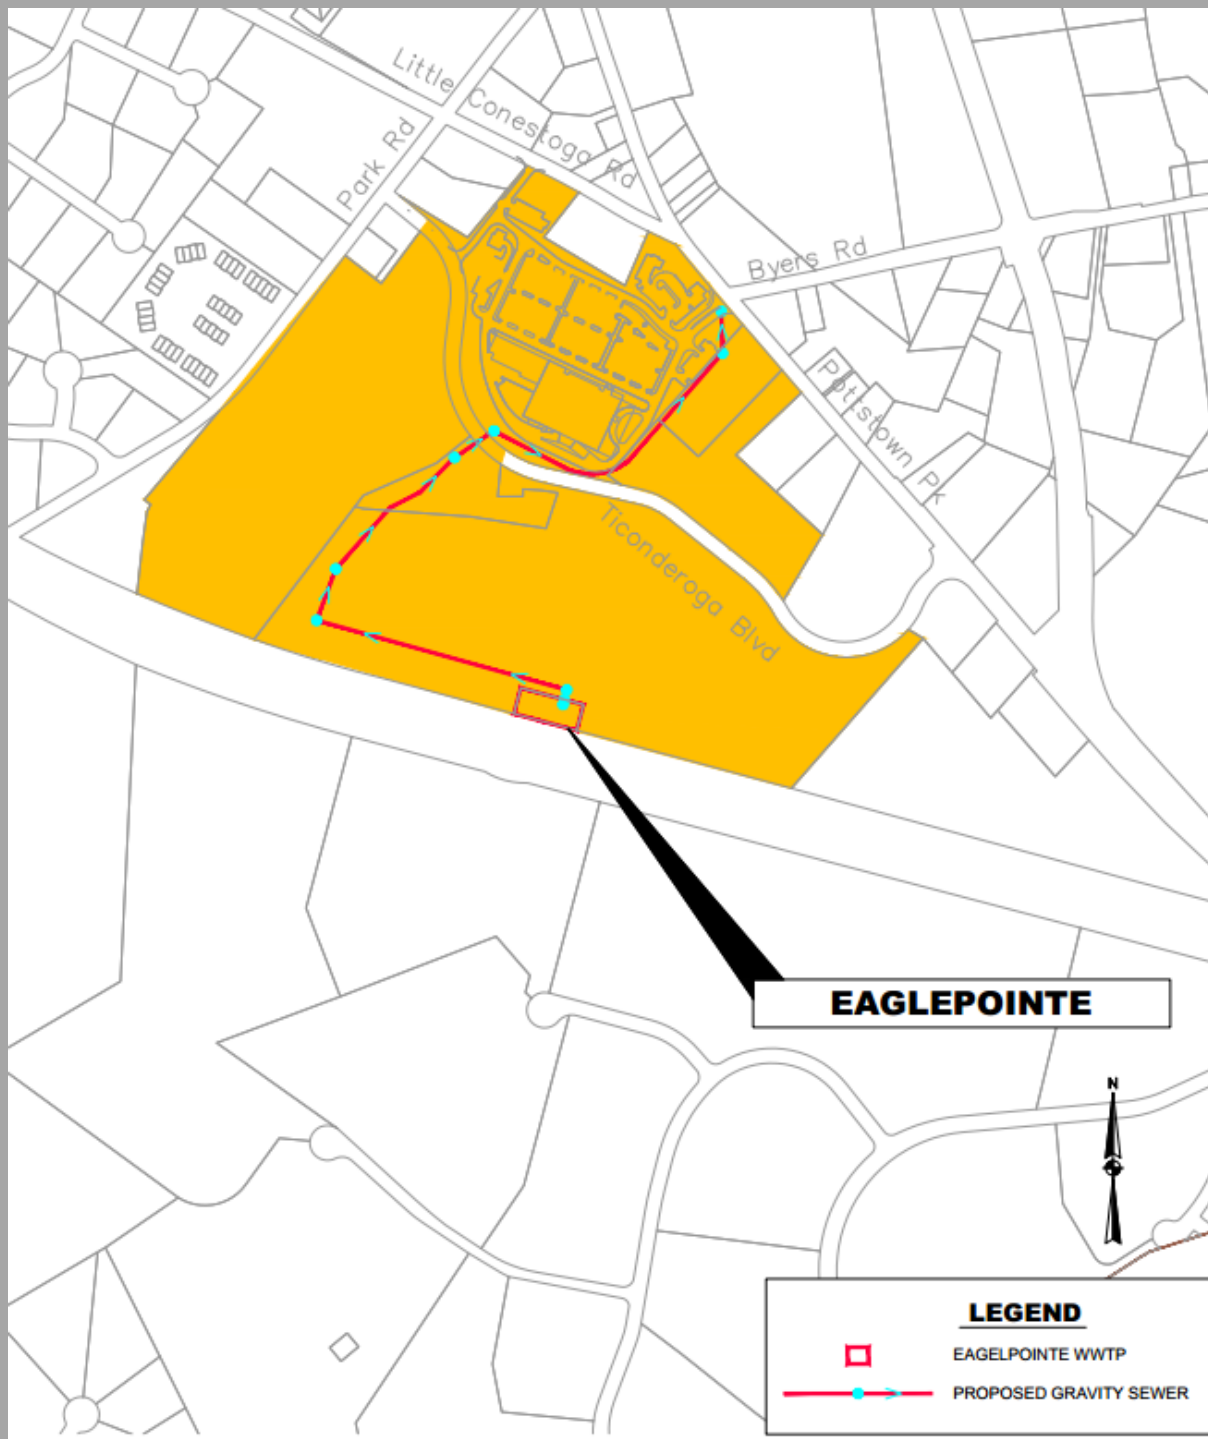 Little Conestoga Rd
Park Rd
Byers Rd
Pottstown Pk
Ticonderoga Blvd
EAGLEPOINTE
N
LEGEND
EAGELPOINTE WWTP
PROPOSED GRAVITY SEWER